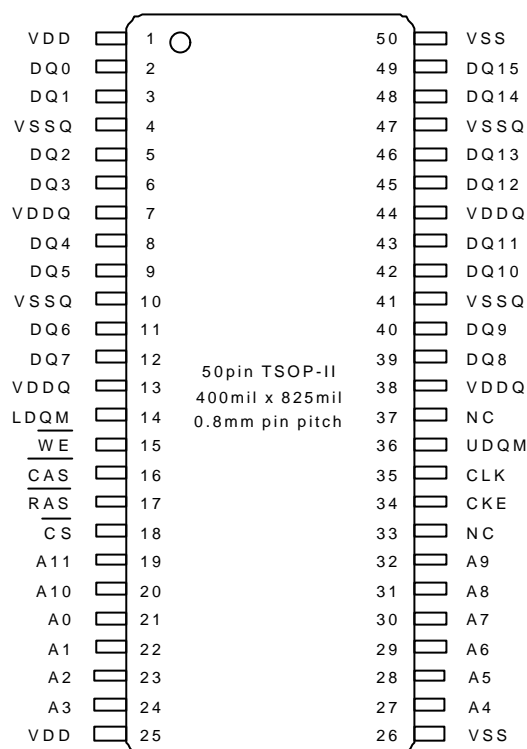 VDD 1 50 VSS
DQ0 2 49 DQ15
DQ1 3 48 DQ14
VSSQ 4 47 VSSQ
DQ2 5 46 DQ13
DQ3 6 45 DQ12
VDDQ 7 44 VDDQ
DQ4 8 43 DQ11
DQ5 9 42 DQ10
VSSQ 10 41 VSSQ
DQ6 11 40 DQ9
DQ7 12 39 DQ8
50pin TSOP-II
VDDQ 13 38 VDDQ
400mil x 825mil
LDQM 14 37 NC
0.8mm pin pitch
WE 15 36 UDQM
CAS 16 35 CLK
RAS 17 34 CKE
CS 18 33 NC
A11 19 32 A9
A10 20 31 A8
A0 21 30 A7
A1 22 29 A6
A2 23 28 A5
A3 24 27 A4
VDD 25 26 VSS